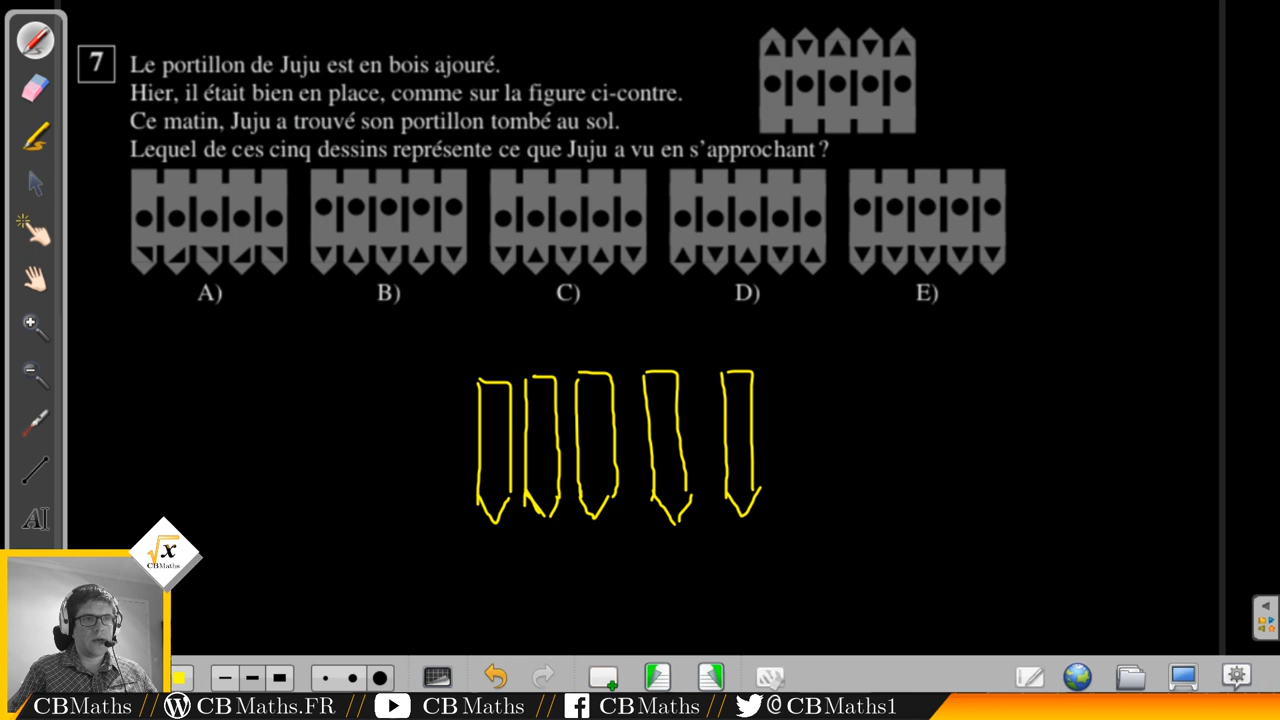 7
Le portillon de Juju est en bois ajouré.
Hier, il était bien en place, comme sur la figure ci-contre.
Ce matin, Juju a trouvé son portillon tombé au sol.
Lequel de ces cinq dessins représente ce que Juju a vu en s'approchant ?
A) B) C) D) E)
AI
√x
CBMaths
CBMaths // CBMaths.FR // CBMaths // CBMaths // @CBMaths1